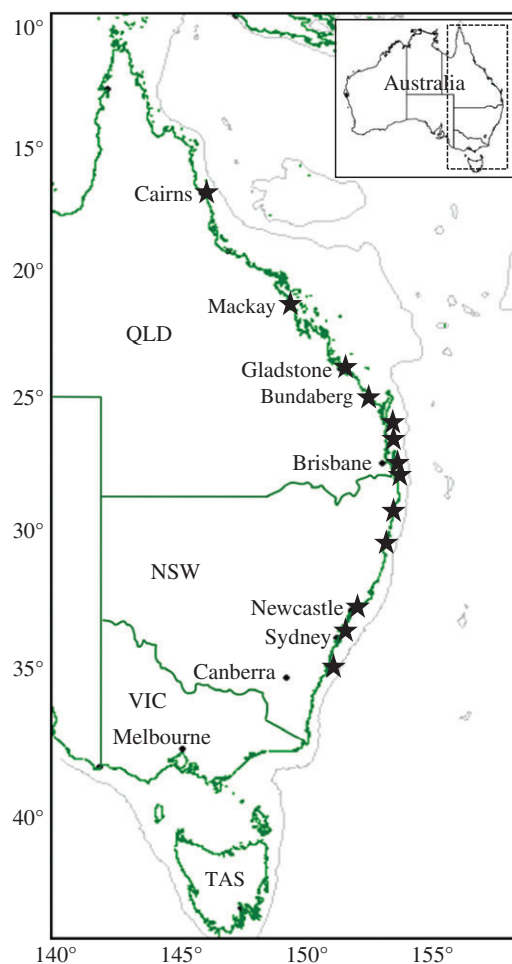 10°
Australia
15°
Cairns
20°
Mackay
QLD
Gladstone
25°
Bundaberg
Brisbane
30°
NSW
Newcastle
Sydney
35°
Canberra
VIC
Melbourne
40°
TAS
140° 145° 150° 155°